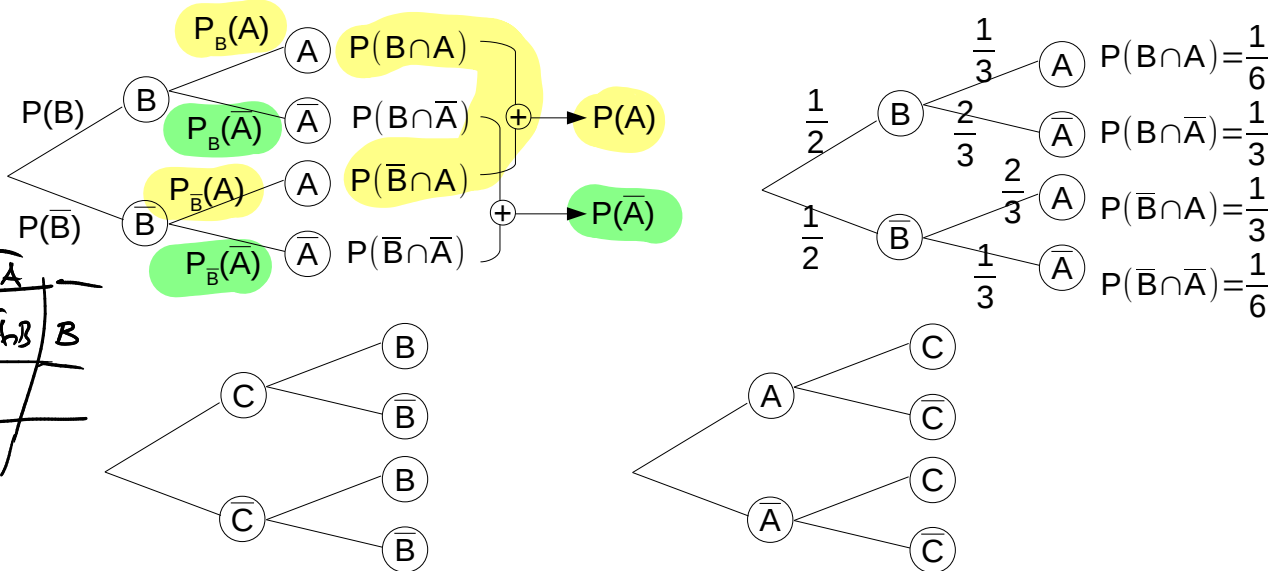 P_B(A) A P(B∩A)
P(B) B
P_B(A̅) A̅ P(B∩A̅) + P(A)
P_B̅(A) A P(B̅∩A)
P(B̅) B̅ + P(A̅)
P_B̅(A̅) A̅ P(B̅∩A̅)
1/3 A P(B∩A)=1/6
1/2 B
2/3 A̅ P(B∩A̅)=1/3
2/3 A P(B̅∩A)=1/3
1/2 B̅
1/3 A̅ P(B̅∩A̅)=1/6
A̅
∩B B
B
C
B̅
B
C̅
B̅
C
A
C̅
C
A̅
C̅